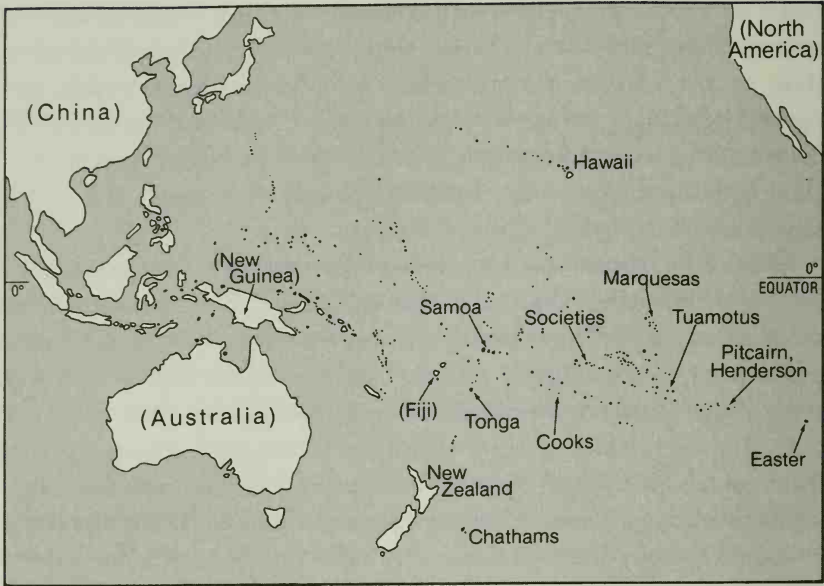 (North
America)
(China)
Hawaii
(New
Guinea)
0°
0°
EQUATOR
Marquesas
Samoa
Societies
Tuamotus
Pitcairn,
Henderson
(Australia)
(Fiji)
Tonga
Cooks
Easter
New
Zealand
Chathams